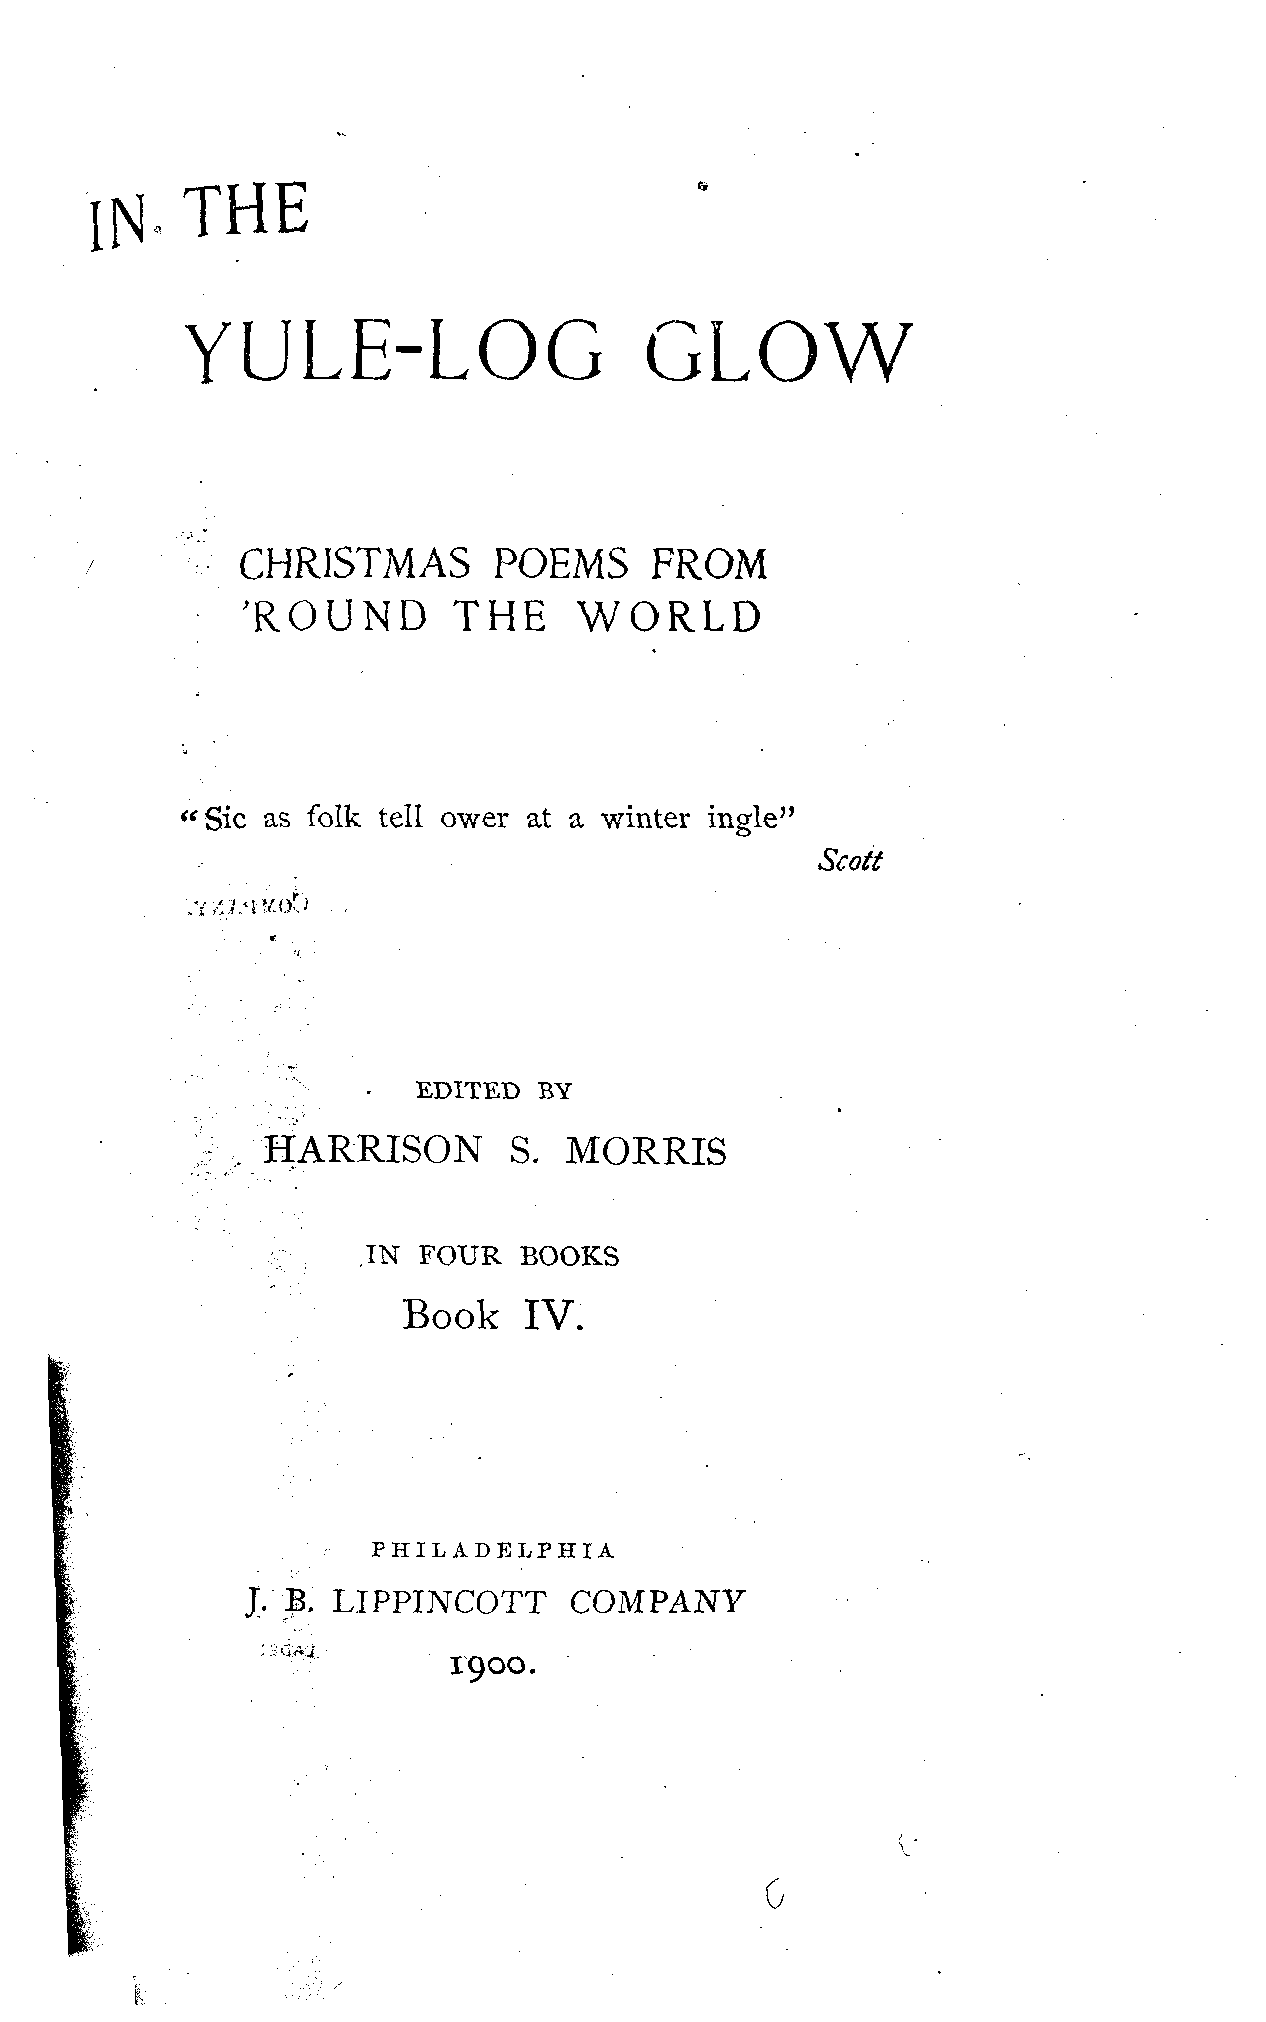 IN THE
YULE-LOG GLOW
CHRISTMAS POEMS FROM
'ROUND THE WORLD
"Sic as folk tell ower at a winter ingle"
Scott
EDITED BY
HARRISON S. MORRIS
IN FOUR BOOKS
Book IV.
PHILADELPHIA
J. B. LIPPINCOTT COMPANY
1900.